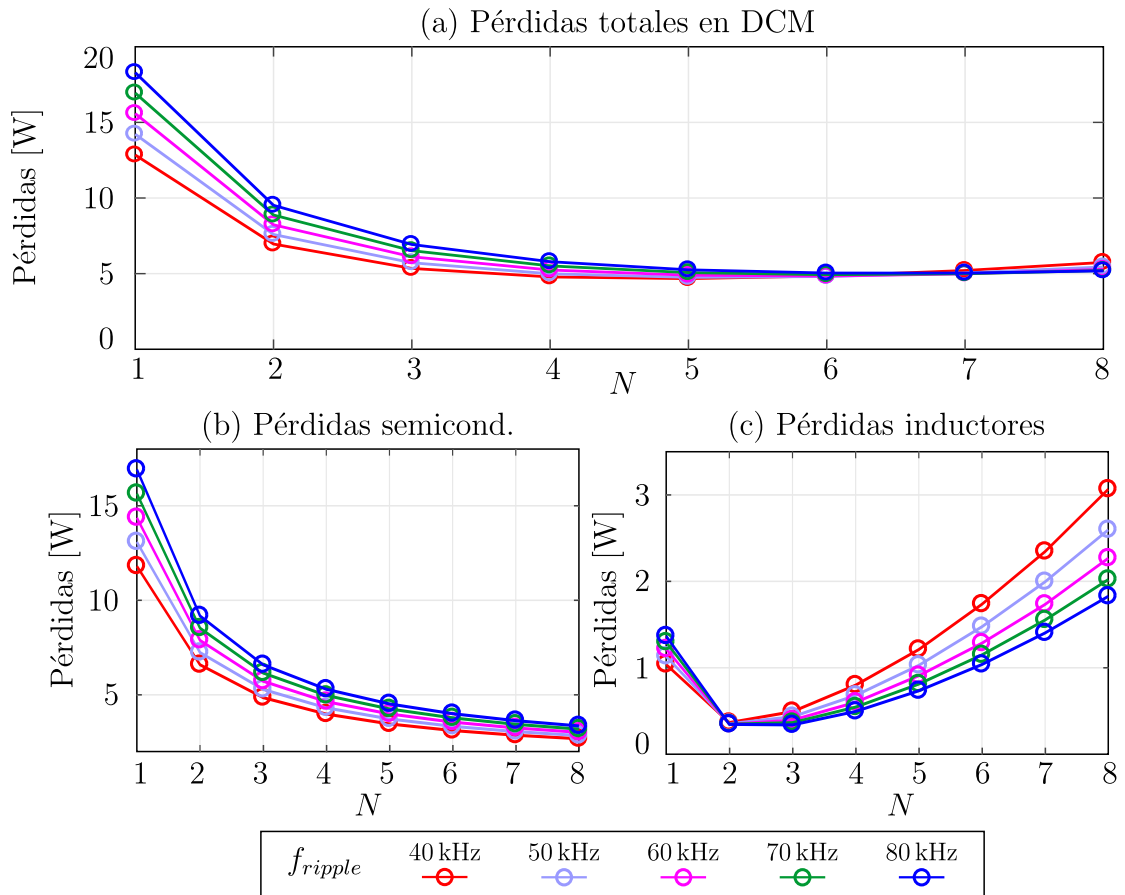 (a) Pérdidas totales en DCM
Pérdidas [W]
20
15
10
5
0
1 2 3 4 5 6 7 8
N
(b) Pérdidas semicond.
Pérdidas [W]
15
10
5
1 2 3 4 5 6 7 8
N
(c) Pérdidas inductores
Pérdidas [W]
3
2
1
0
1 2 3 4 5 6 7 8
N
f_ripple 40 kHz 50 kHz 60 kHz 70 kHz 80 kHz